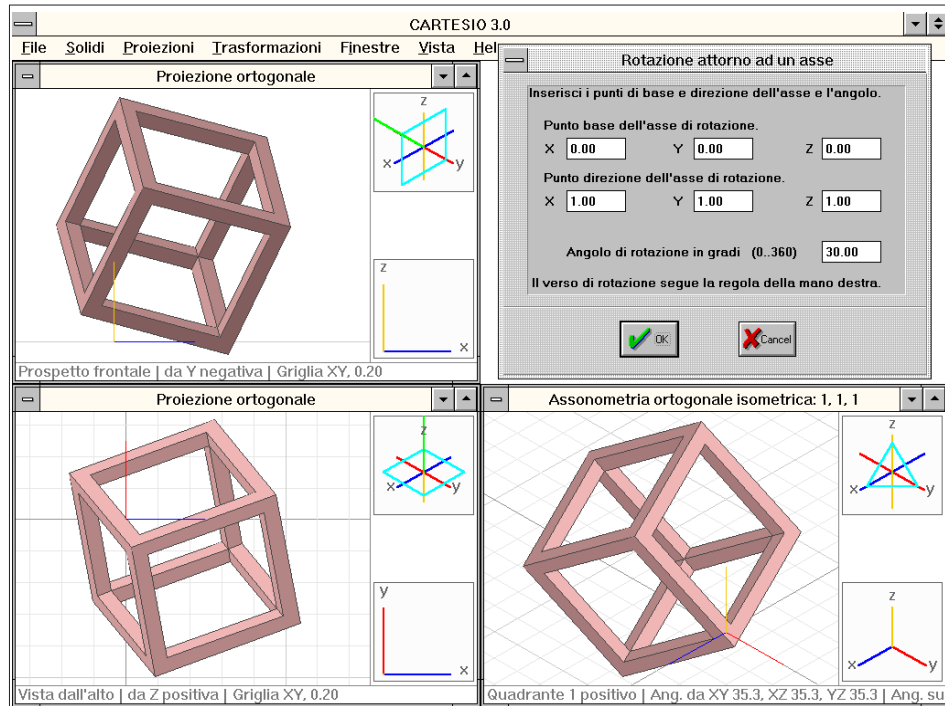 CARTESIO 3.0
File Solidi Proiezioni Trasformazioni Finestre Vista Hel
Proiezione ortogonale
z
x
y
z
x
Prospetto frontale | da Y negativa | Griglia XY, 0.20
Rotazione attorno ad un asse
Inserisci i punti di base e direzione dell'asse e l'angolo.
Punto base dell'asse di rotazione.
X 0.00 Y 0.00 Z 0.00
Punto direzione dell'asse di rotazione.
X 1.00 Y 1.00 Z 1.00
Angolo di rotazione in gradi (0..360) 30.00
Il verso di rotazione segue la regola della mano destra.
OK Cancel
Proiezione ortogonale
z
x
y
y
x
Vista dall'alto | da Z positiva | Griglia XY, 0.20
Assonometria ortogonale isometrica: 1, 1, 1
z
x
y
z
x
y
Quadrante 1 positivo | Ang. da XY 35.3, XZ 35.3, YZ 35.3 | Ang. su